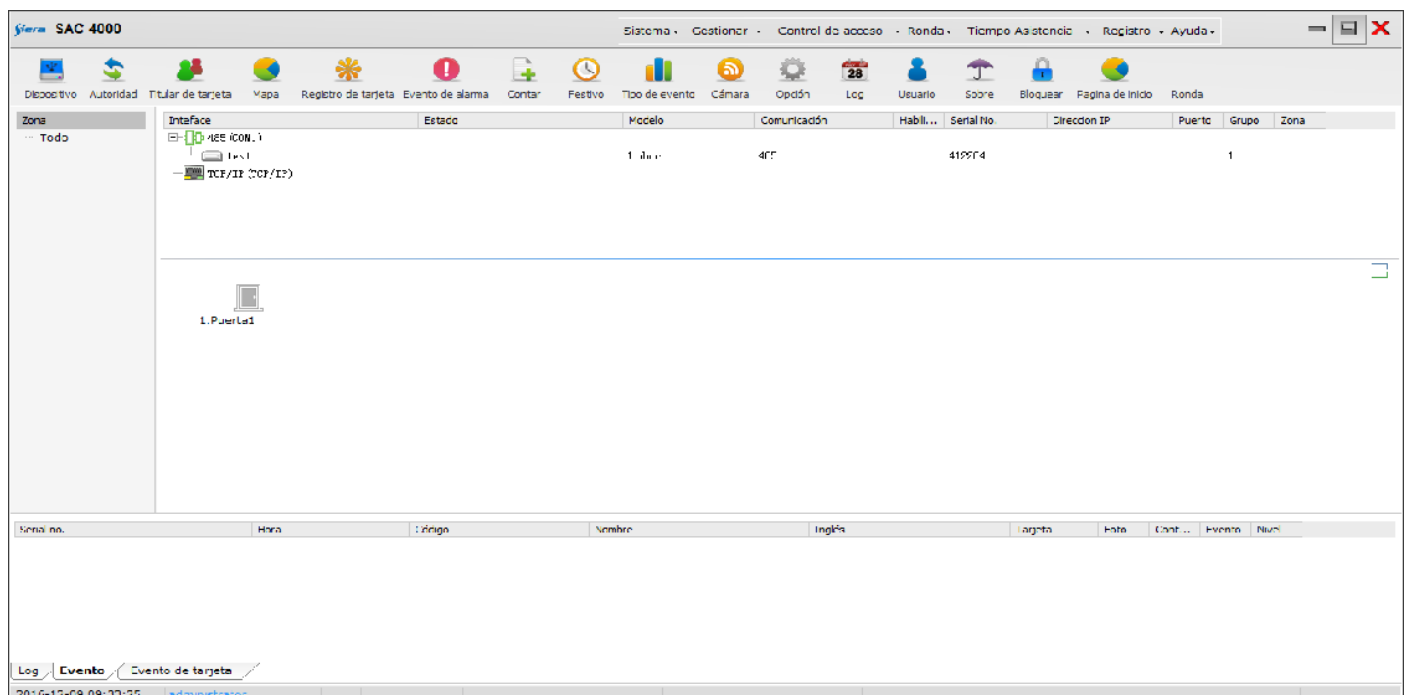 Siera SAC 4000
Sistema Gestionar Control de acceso Ronda Tiempo Asistencia Registro Ayuda
Dispositivo Autoridad Titular de tarjeta Mapa Registro de tarjeta Evento de alarma Contar Festivo Tipo de evento Cámara Opción Log Usuario Sobre Bloquear Pagina de inicio Ronda
28
Zona
Todo
Inteface Estado Modelo Comunicación Habili... Serial No. Direccion IP Puerto Grupo Zona
485
test 1 485 1
TCP/IP (TCP/IP)
1.Puerta1
Serial no. Hora Código Nombre Inglés Tarjeta Foto Cont... Evento Nivel
Log Evento Evento de tarjeta